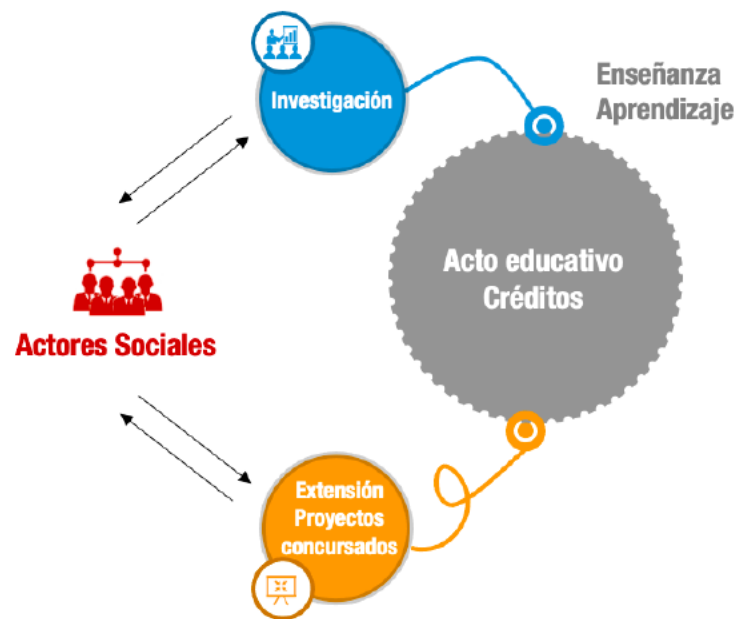 Investigación
Enseñanza
Aprendizaje
Acto educativo
Créditos
Actores Sociales
Extensión
Proyectos
concursados